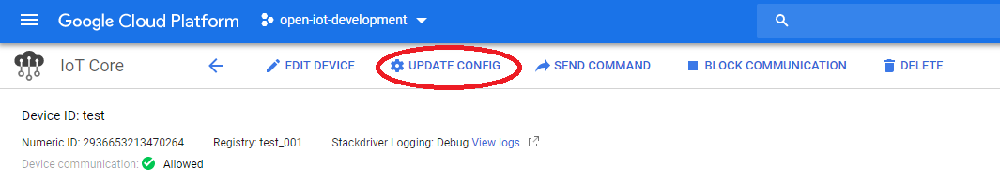 Google Cloud Platform open-iot-development
IoT Core EDIT DEVICE UPDATE CONFIG SEND COMMAND BLOCK COMMUNICATION DELETE
Device ID: test
Numeric ID: 2936653213470264 Registry: test_001 Stackdriver Logging: Debug View logs
Device communication: Allowed